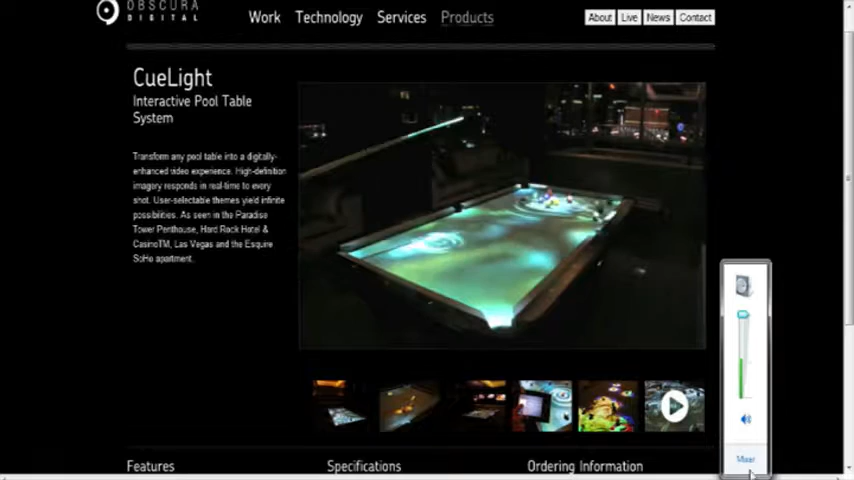 OBSCURA
DIGITAL
Work
Technology
Services
Products
About
Live
News
Contact
CueLight
Interactive Pool Table
System
Transform any pool table into a digitally-
enhanced video experience. High-definition
imagery responds in real-time to every
shot. User-selectable themes yield infinite
possibilities. As seen in the Paradise
Tower Penthouse, Hard Rock Hotel &
CasinoTM, Las Vegas and the Esquire
SoHo apartment.
Mixer
Features
Specifications
Ordering Information